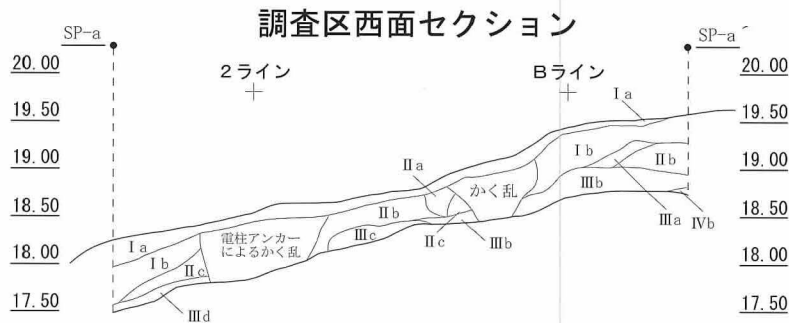 調査区西面セクション
SP-a
SP-a´
20.00
19.50
19.00
18.50
18.00
17.50
2ライン
Bライン
20.00
19.50
19.00
18.50
18.00
17.50
Ⅰa
Ⅰb
Ⅱa
Ⅱb
Ⅲb
かく乱
Ⅱb
Ⅲa
Ⅳb
電柱アンカー
によるかく乱
Ⅲc
Ⅱc
Ⅲb
Ⅰa
Ⅰb
Ⅱc
Ⅲd